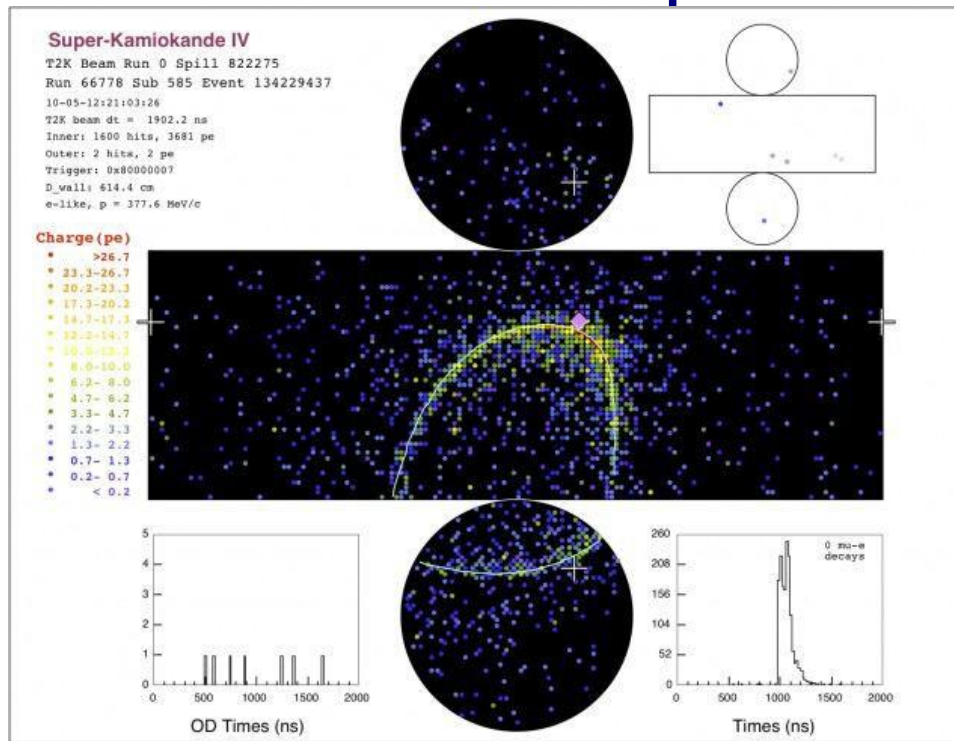 Super-Kamiokande IV
T2K Beam Run 0 Spill 822275
Run 66778 Sub 585 Event 134229437
10-05-12:21:03:26
T2K beam dt = 1902.2 ns
Inner: 1600 hits, 3681 pe
Outer: 2 hits, 2 pe
Trigger: 0x80000007
D_wall: 614.4 cm
e-like, p = 377.6 MeV/c
Charge(pe)
>26.7
23.3-26.7
20.2-23.3
17.3-20.2
14.7-17.3
12.2-14.7
10.0-12.2
8.0-10.0
6.2- 8.0
4.7- 6.2
3.3- 4.7
2.2- 3.3
1.3- 2.2
0.7- 1.3
0.2- 0.7
< 0.2
5
4
3
2
1
0
0 500 1000 1500 2000
OD Times (ns)
0 mu-e
decays
260
208
156
104
52
0
0 500 1000 1500 2000
Times (ns)